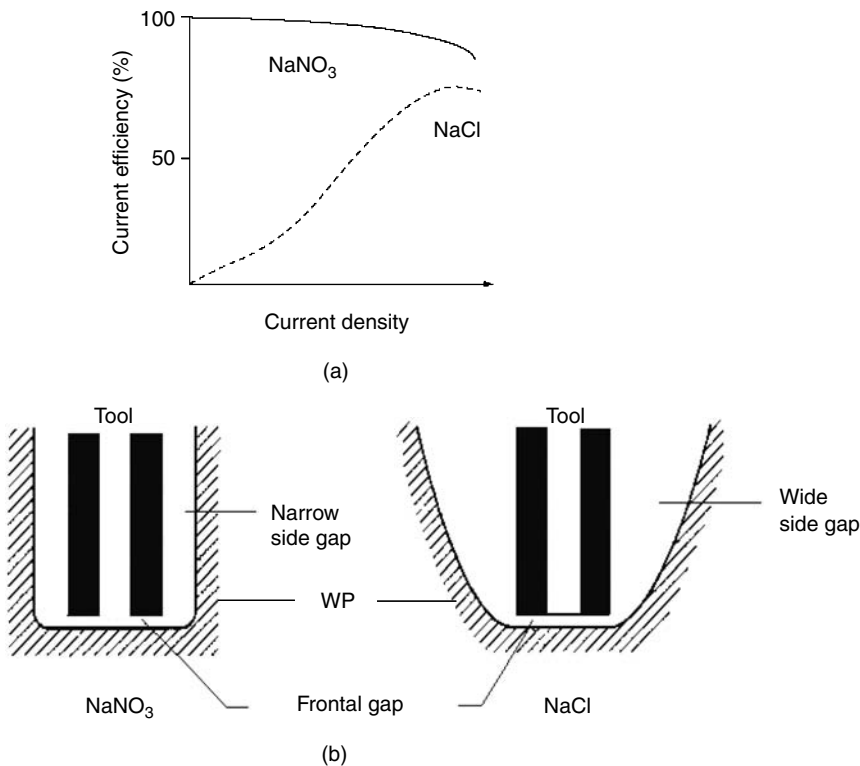 100
NaNO₃
NaCl
50
Current efficiency (%)
Current density
(a)
Tool
Tool
Narrow
side gap
Wide
side gap
WP
NaNO₃
Frontal gap
NaCl
(b)